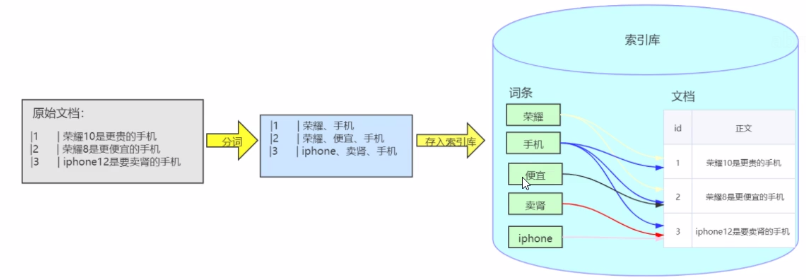 原始文档：
|1 | 荣耀10是更贵的手机
|2 | 荣耀8是更便宜的手机
|3 | iphone12是要卖肾的手机
分词
|1 | 荣耀、手机
|2 | 荣耀、便宜、手机
|3 | iphone、卖肾、手机
存入索引库
索引库
词条
荣耀
手机
便宜
卖肾
iphone
文档
id 正文
1 荣耀10是更贵的手机
2 荣耀8是更便宜的手机
3 iphone12是要卖肾的手机